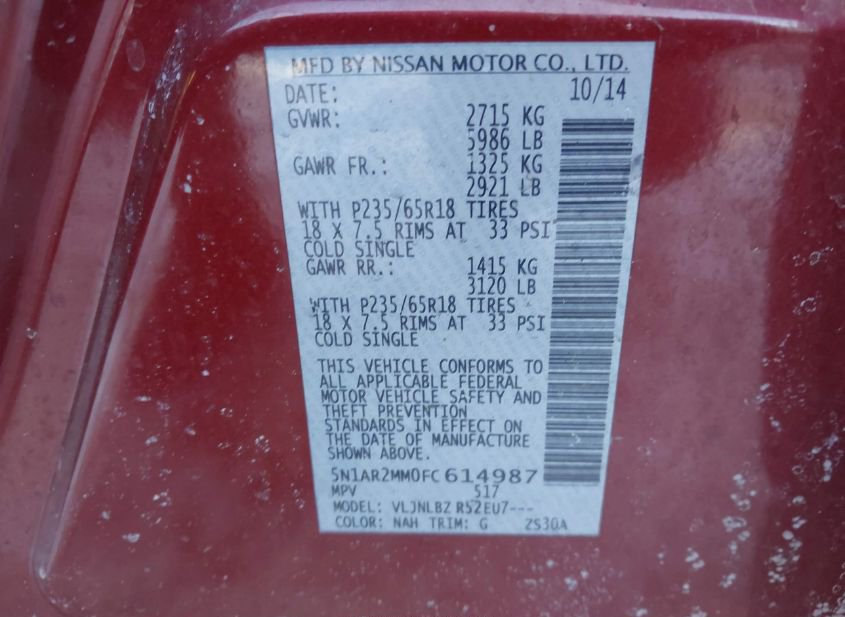 MFD BY NISSAN MOTOR CO., LTD.
DATE: 10/14
GVWR: 2715 KG
5986 LB
GAWR FR.: 1325 KG
2921 LB
WITH P235/65R18 TIRES
18 X 7.5 RIMS AT 33 PSI
COLD SINGLE
GAWR RR.: 1415 KG
3120 LB
WITH P235/65R18 TIRES
18 X 7.5 RIMS AT 33 PSI
COLD SINGLE
THIS VEHICLE CONFORMS TO
ALL APPLICABLE FEDERAL
MOTOR VEHICLE SAFETY AND
THEFT PREVENTION
STANDARDS IN EFFECT ON
THE DATE OF MANUFACTURE
SHOWN ABOVE.
5N1AR2MM0FC614987
MPV 517
MODEL: VLJNLBZ R52EU7---
COLOR: NAH TRIM: G ZS30A